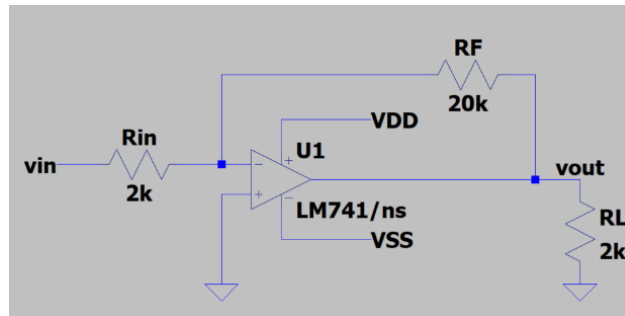 RF
20k
VDD
U1
Rin
vin
2k
vout
LM741/ns
RL
VSS
2k